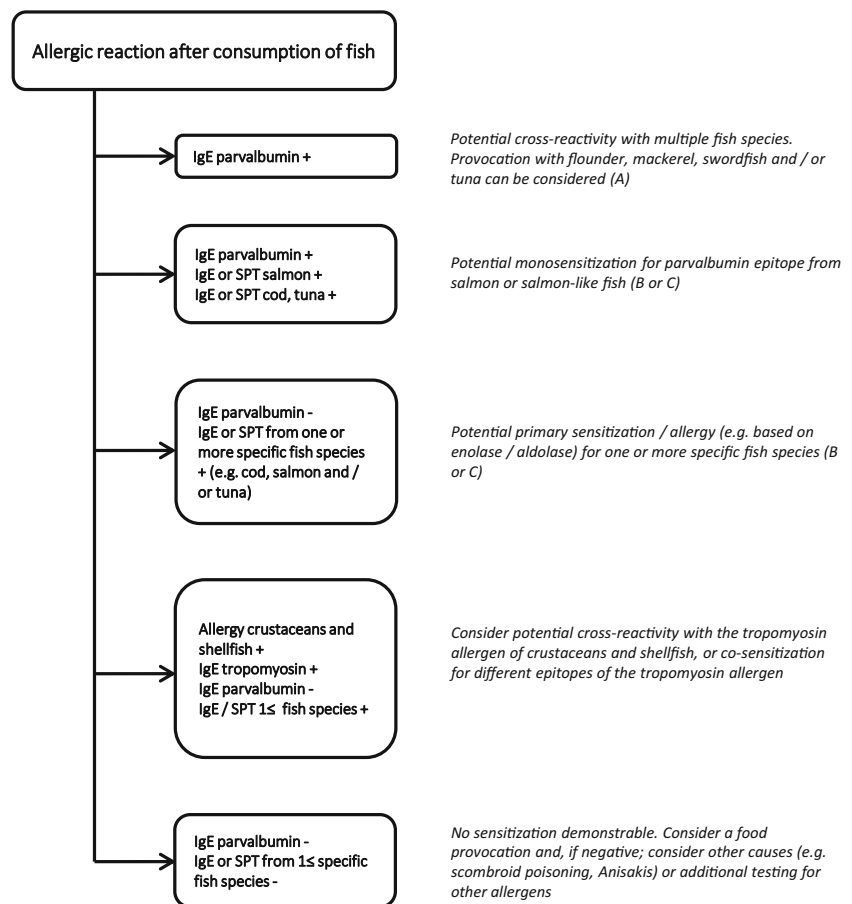 Allergic reaction after consumption of fish
IgE parvalbumin +
Potential cross-reactivity with multiple fish species.
Provocation with flounder, mackerel, swordfish and / or
tuna can be considered (A)
IgE parvalbumin +
IgE or SPT salmon +
IgE or SPT cod, tuna +
Potential monosensitization for parvalbumin epitope from
salmon or salmon-like fish (B or C)
IgE parvalbumin -
IgE or SPT from one or
more specific fish species
+ (e.g. cod, salmon and /
or tuna)
Potential primary sensitization / allergy (e.g. based on
enolase / aldolase) for one or more specific fish species (B
or C)
Allergy crustaceans and
shellfish +
IgE tropomyosin +
IgE parvalbumin -
IgE / SPT 1≤ fish species +
Consider potential cross-reactivity with the tropomyosin
allergen of crustaceans and shellfish, or co-sensitization
for different epitopes of the tropomyosin allergen
IgE parvalbumin -
IgE or SPT from 1≤ specific
fish species -
No sensitization demonstrable. Consider a food
provocation and, if negative; consider other causes (e.g.
scombroid poisoning, Anisakis) or additional testing for
other allergens